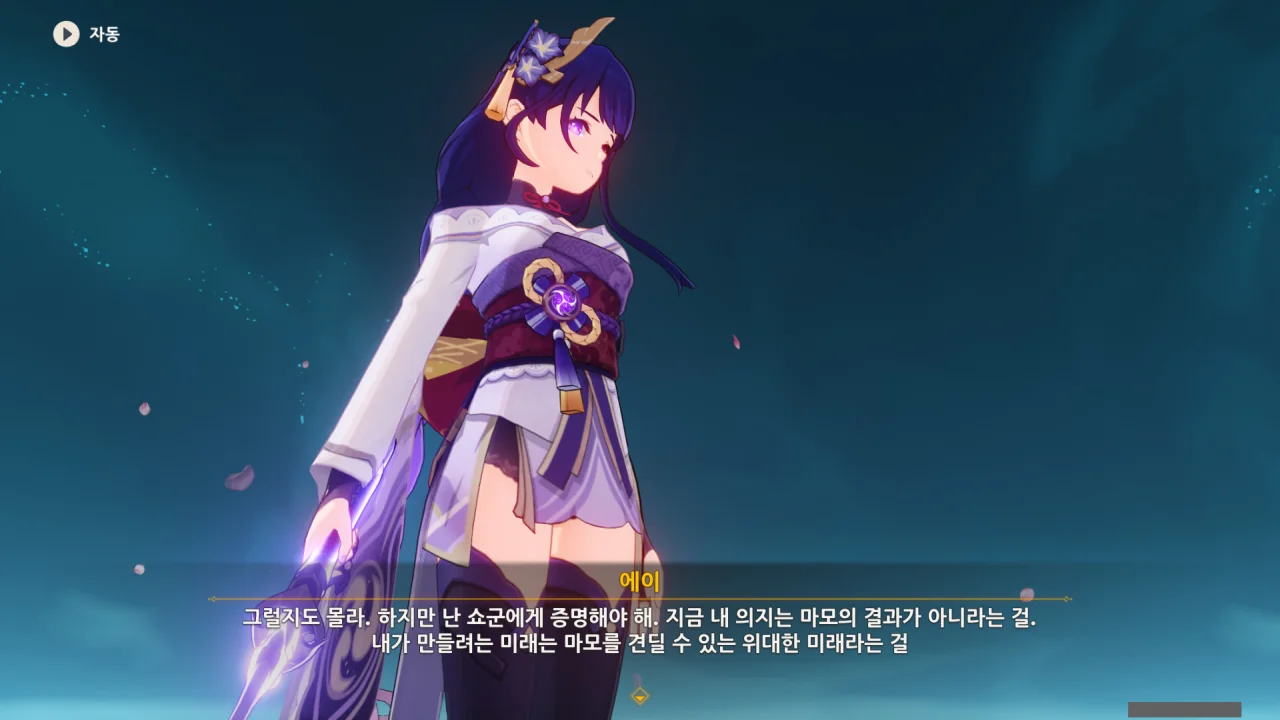 자동
에이
그럴지도 몰라. 하지만 난 쇼군에게 증명해야 해. 지금 내 의지는 마모의 결과가 아니라는 걸.
내가 만들려는 미래는 마모를 견딜 수 있는 위대한 미래라는 걸